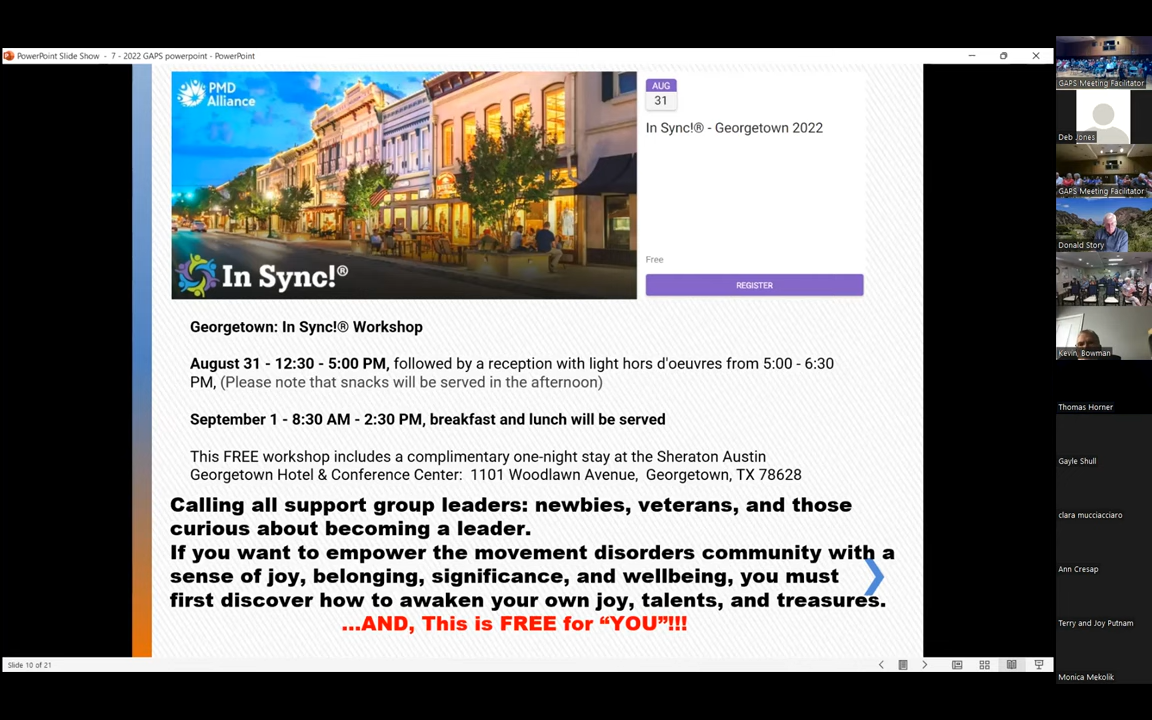 PowerPoint Slide Show - 7 - 2022 GAPS powerpoint - PowerPoint
PMD
Alliance
In Sync!®
AUG
31
In Sync!® - Georgetown 2022
Free
REGISTER
Georgetown: In Sync!® Workshop
August 31 - 12:30 - 5:00 PM, followed by a reception with light hors d'oeuvres from 5:00 - 6:30
PM, (Please note that snacks will be served in the afternoon)
September 1 - 8:30 AM - 2:30 PM, breakfast and lunch will be served
This FREE workshop includes a complimentary one-night stay at the Sheraton Austin
Georgetown Hotel & Conference Center: 1101 Woodlawn Avenue, Georgetown, TX 78628
Calling all support group leaders: newbies, veterans, and those
curious about becoming a leader.
If you want to empower the movement disorders community with a
sense of joy, belonging, significance, and wellbeing, you must
first discover how to awaken your own joy, talents, and treasures.
...AND, This is FREE for “YOU”!!!
Slide 10 of 21
GAPS Meeting Facilitator
Deb Jones
GAPS Meeting Facilitator
Donald Story
Kevin, Bowman
Thomas Horner
Gayle Shull
clara mucciacciaro
Ann Cresap
Terry and Joy Putnam
Monica Mekolik